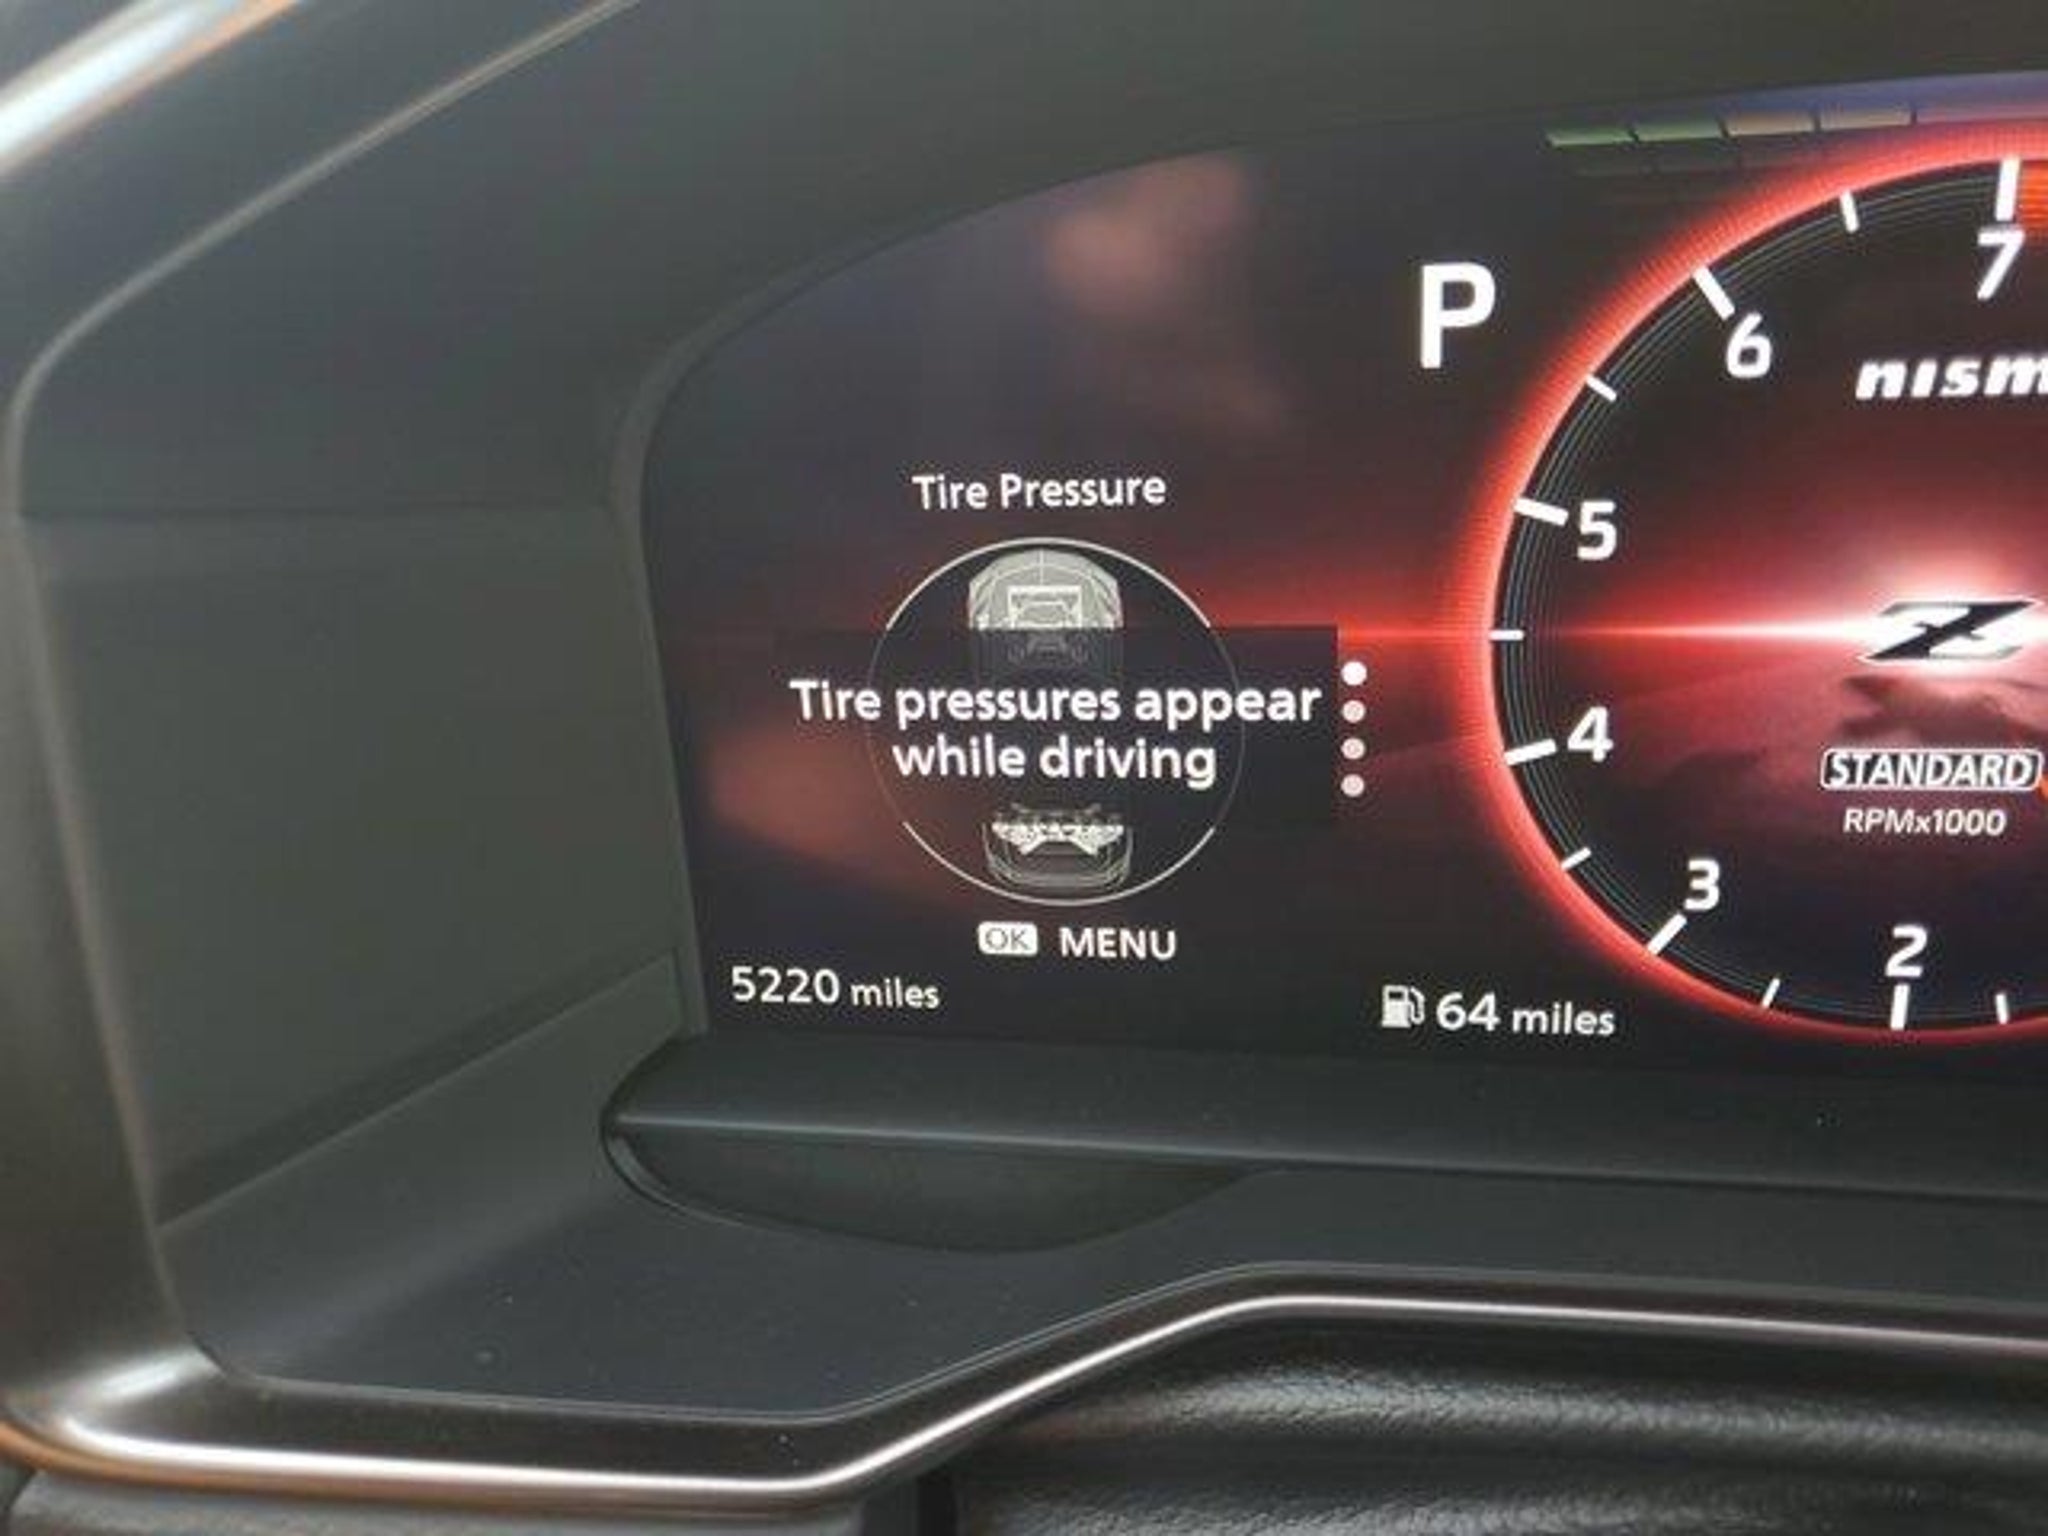 P
7
6
nism
Tire Pressure
5
Z
Tire pressures appear
while driving
4
STANDARD
RPMx1000
3
OK MENU
2
5220 miles
64 miles